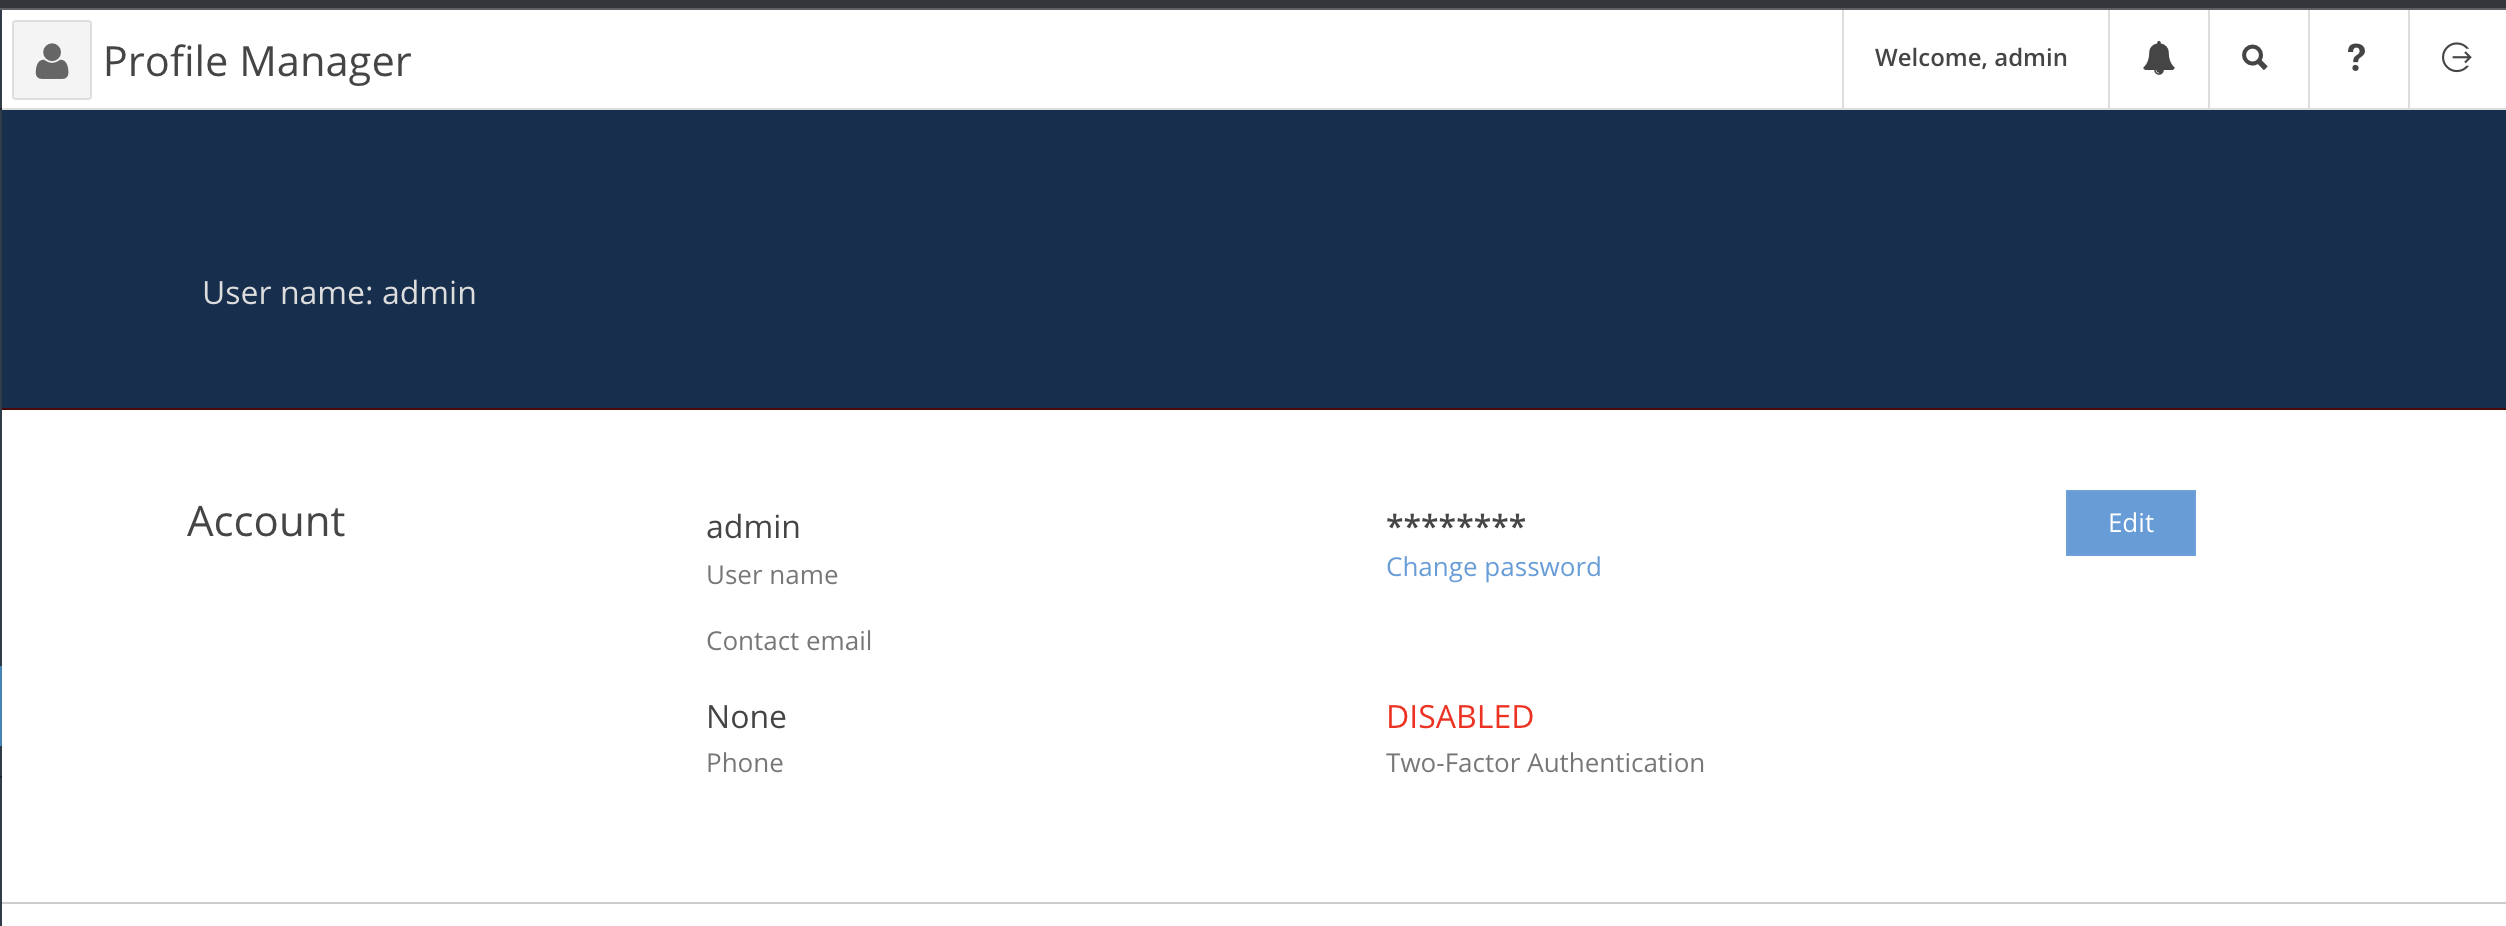 Profile Manager
Welcome, admin
?
User name: admin
Account
admin
User name
********
Change password
Edit
Contact email
None
Phone
DISABLED
Two-Factor Authentication